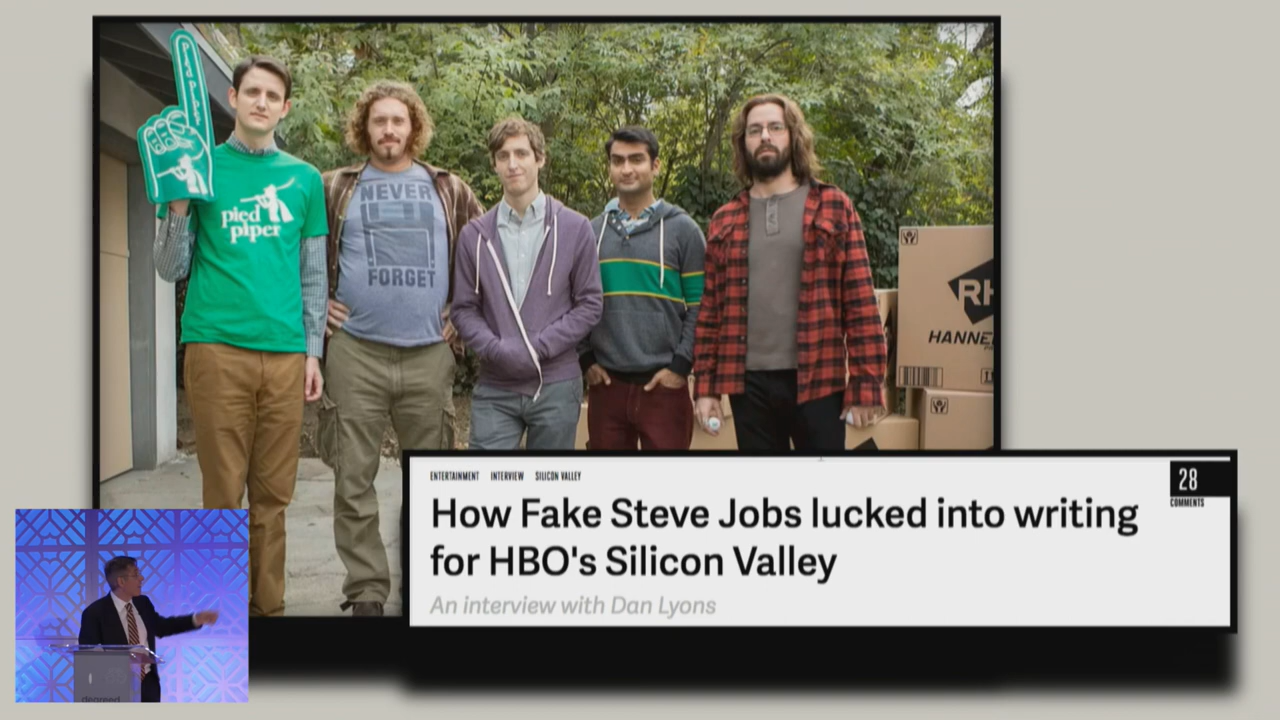 pied piper
pied
piper
NEVER
FORGET
RH
HANNE
ENTERTAINMENT INTERVIEW SILICON VALLEY
28
COMMENTS
How Fake Steve Jobs lucked into writing
for HBO's Silicon Valley
An interview with Dan Lyons
degreed